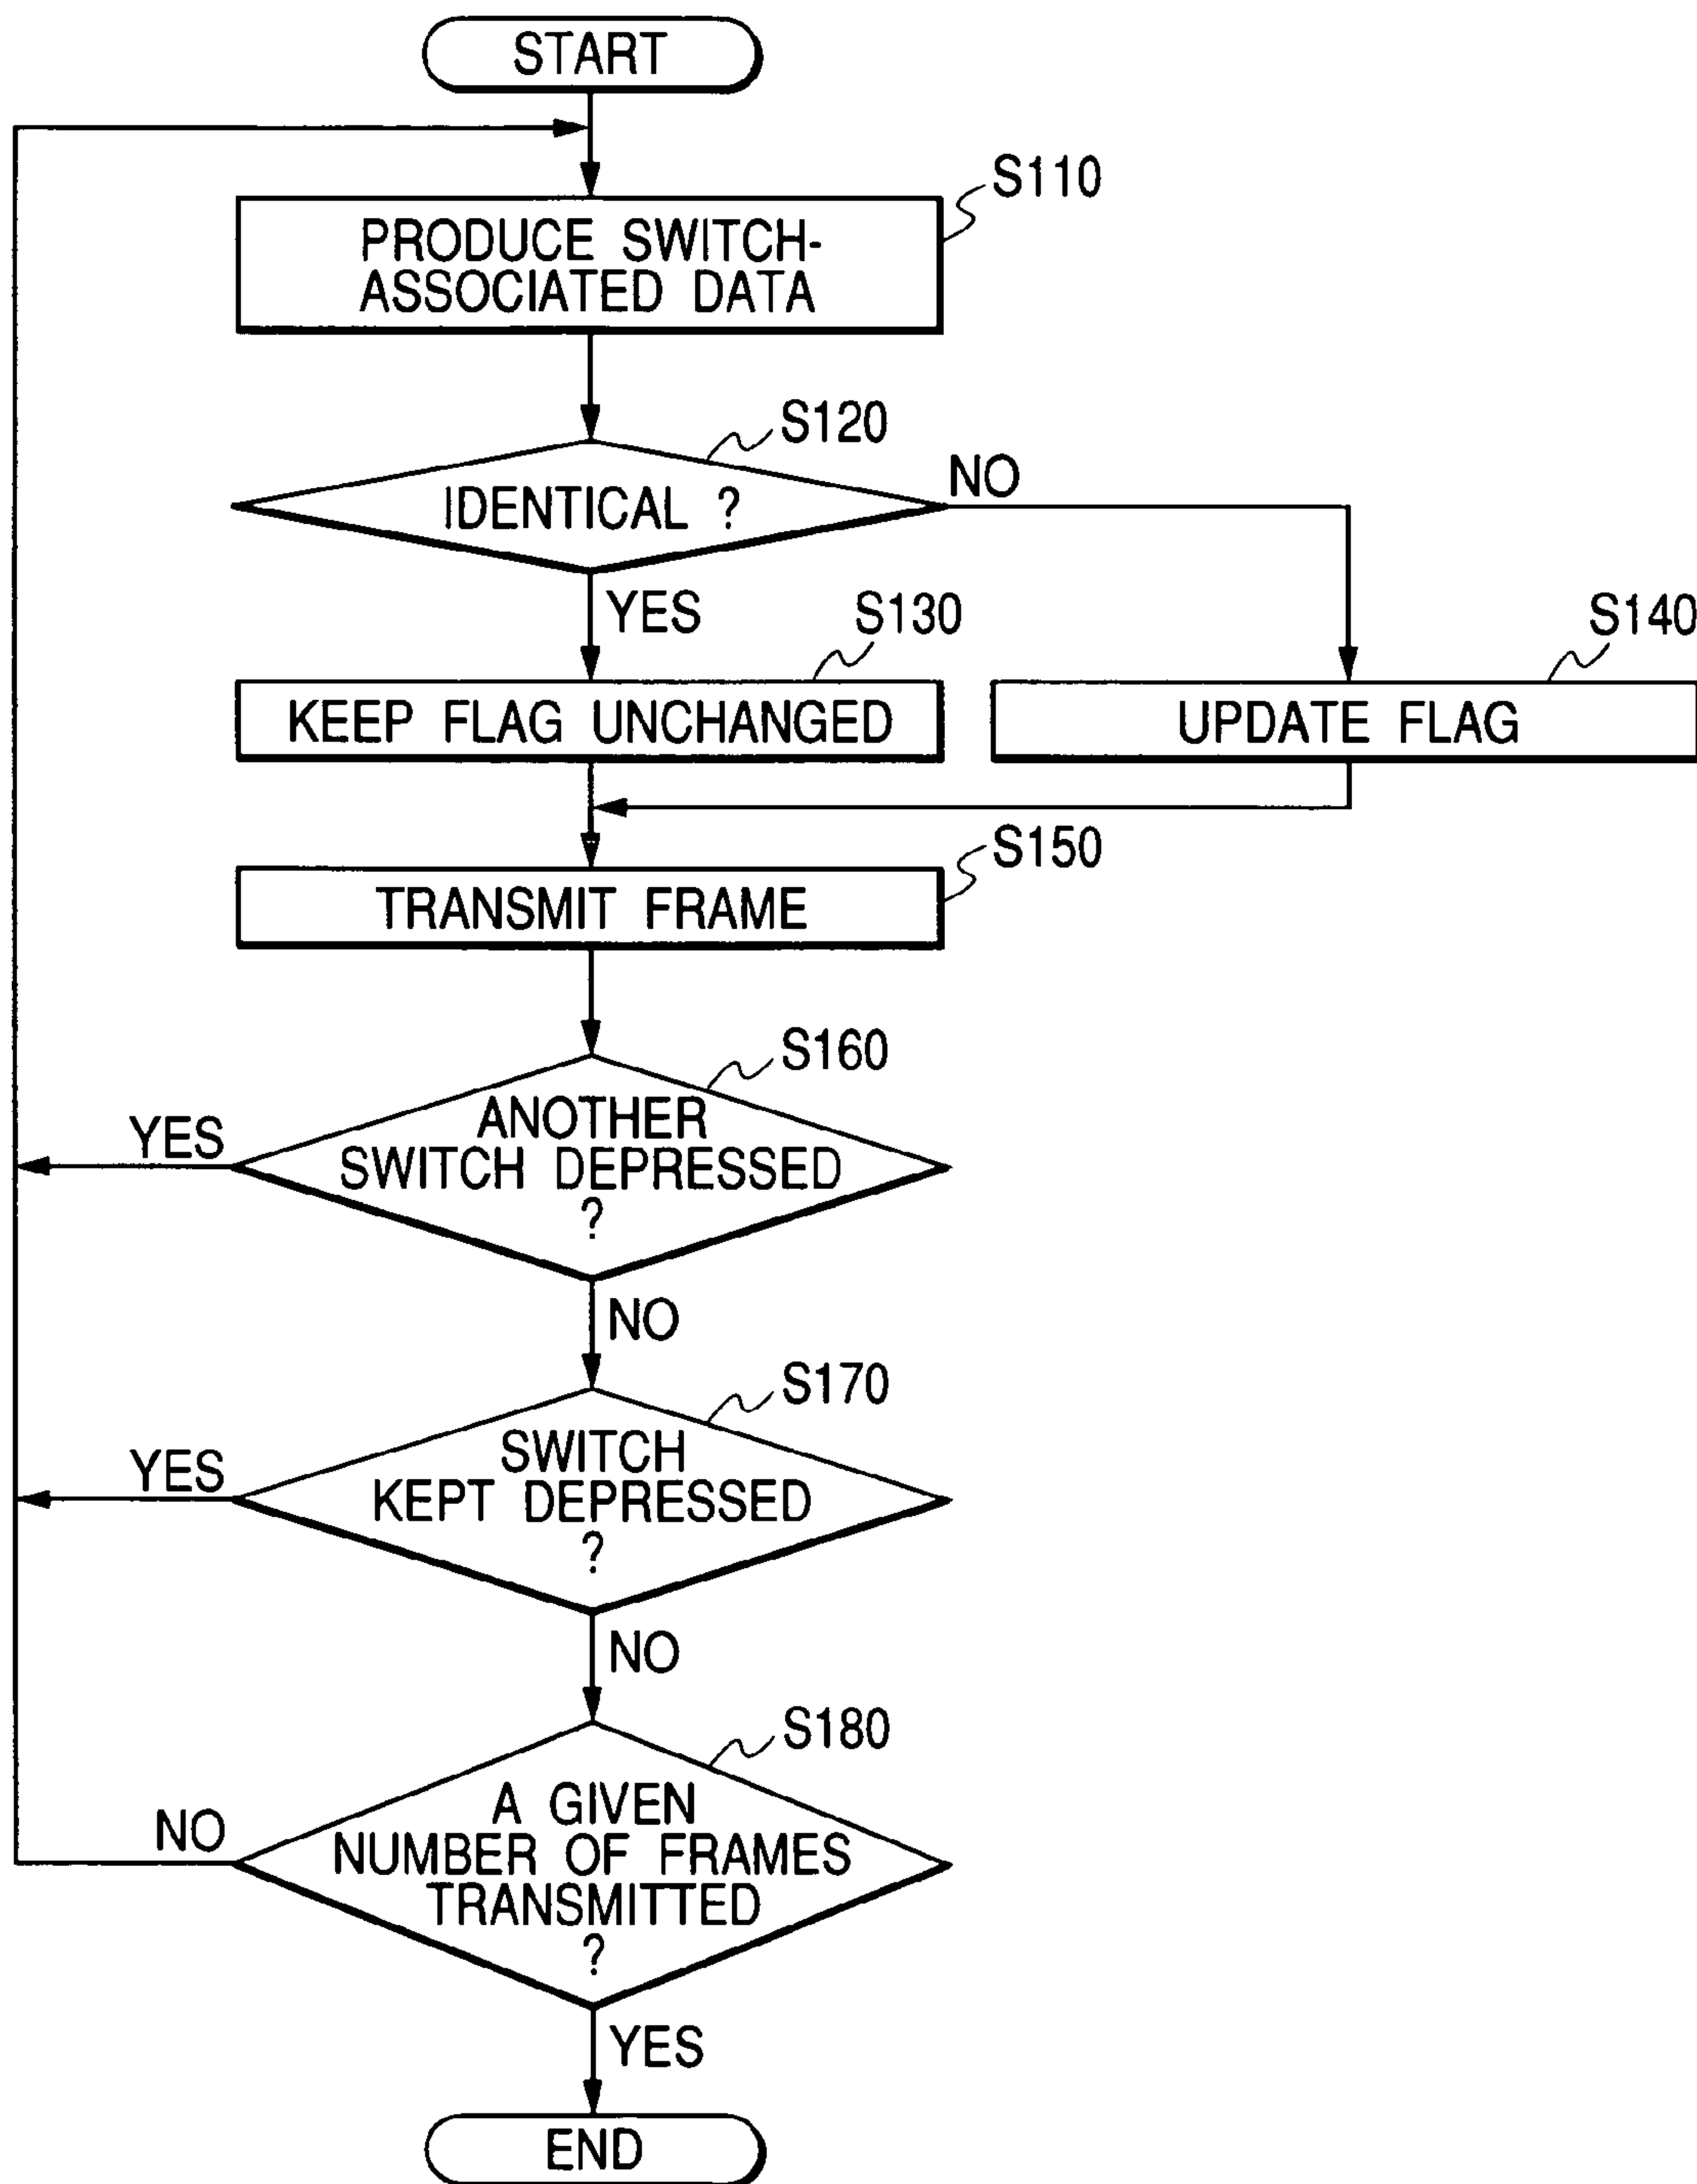 START
S110
PRODUCE SWITCH-
ASSOCIATED DATA
S120
IDENTICAL ?
NO
YES
S130
S140
KEEP FLAG UNCHANGED
UPDATE FLAG
S150
TRANSMIT FRAME
S160
ANOTHER
SWITCH DEPRESSED
?
YES
NO
S170
SWITCH
KEPT DEPRESSED
?
YES
NO
S180
A GIVEN
NUMBER OF FRAMES
TRANSMITTED
?
NO
YES
END